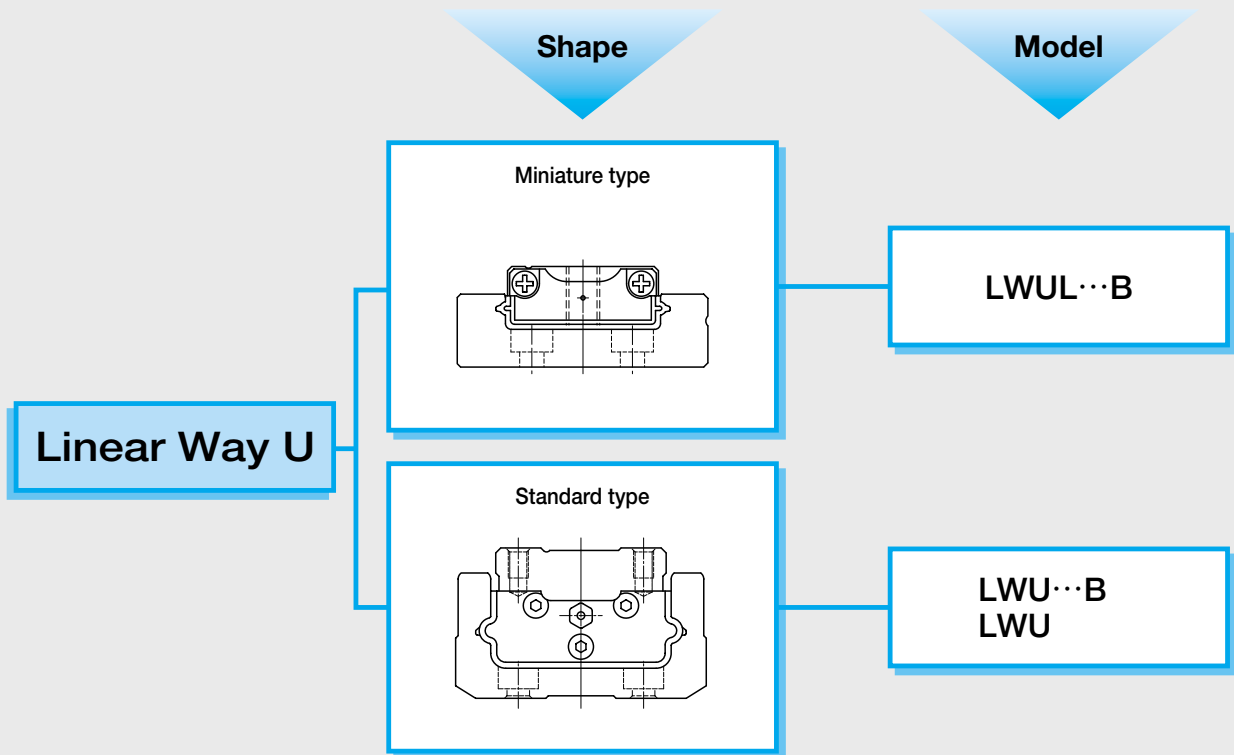 Shape
Model
Miniature type
LWUL···B
Linear Way U
Standard type
LWU···B
LWU